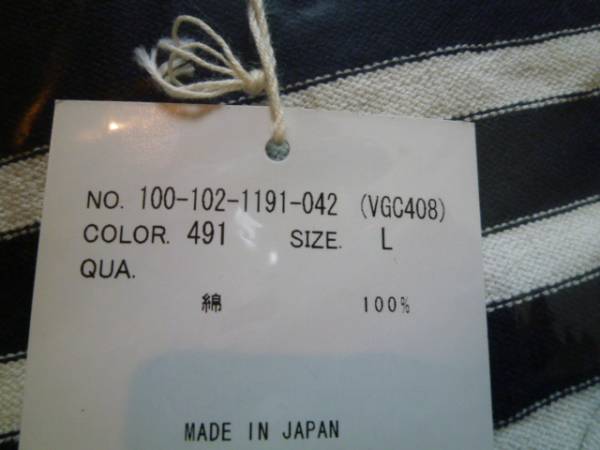 NO. 100-102-1191-042 (VGC408)
COLOR. 491 SIZE. L
QUA.
綿 100%
MADE IN JAPAN